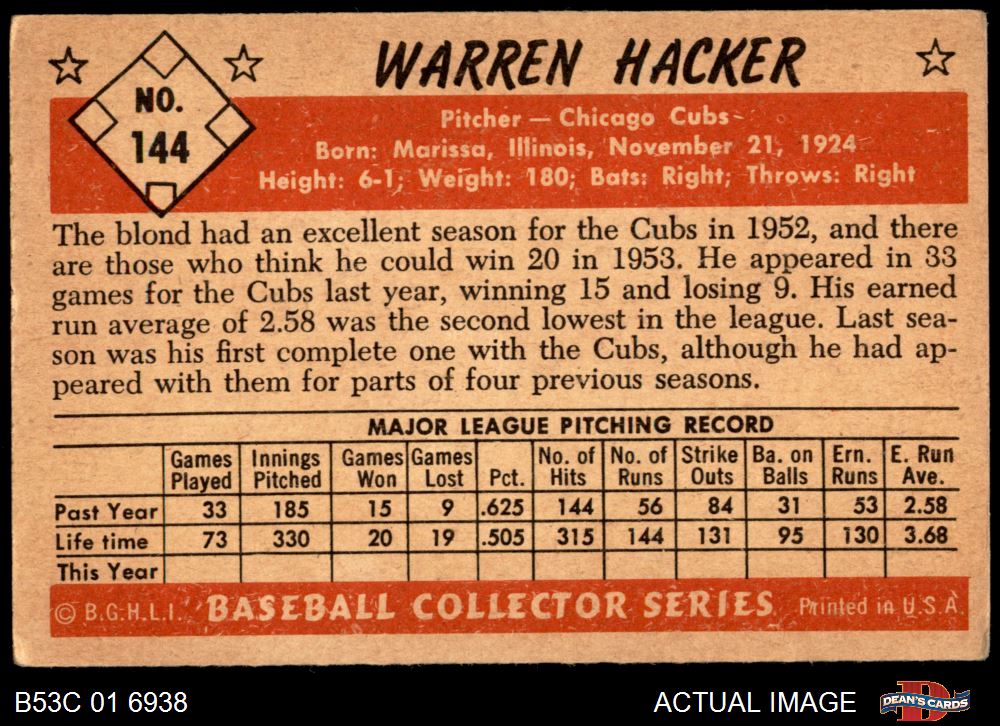 WARREN HACKER
NO.
144
Pitcher — Chicago Cubs
Born: Marissa, Illinois, November 21, 1924
Height: 6-1; Weight: 180; Bats: Right; Throws: Right
The blond had an excellent season for the Cubs in 1952, and there
are those who think he could win 20 in 1953. He appeared in 33
games for the Cubs last year, winning 15 and losing 9. His earned
run average of 2.58 was the second lowest in the league. Last sea-
son was his first complete one with the Cubs, although he had ap-
peared with them for parts of four previous seasons.
MAJOR LEAGUE PITCHING RECORD
Games Played Innings Pitched Games Won Games Lost Pct. No. of Hits No. of Runs Strike Outs Ba. on Balls Ern. Runs E. Run Ave.
Past Year 33 185 15 9 .625 144 56 84 31 53 2.58
Life time 73 330 20 19 .505 315 144 131 95 130 3.68
This Year
© B.G.H.L.I. BASEBALL COLLECTOR SERIES Printed in U.S.A.
B53C 01 6938 ACTUAL IMAGE DEAN'S CARDS